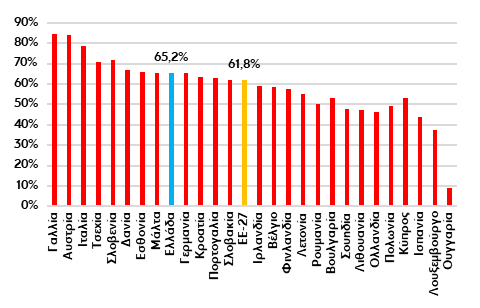 90%
80%
70%
60%
50%
40%
30%
20%
10%
0%
65,2%
61,8%
Γαλλία
Αυστρία
Ιταλία
Τσεχία
Σλοβενία
Δανία
Εσθονία
Μάλτα
Ελλάδα
Γερμανία
Κροατία
Πορτογαλία
Σλοβακία
ΕΕ-27
Ιρλανδία
Βέλγιο
Φινλανδία
Λετονία
Ρουμανία
Βουλγαρία
Σουηδία
Λιθουανία
Ολλανδία
Πολωνία
Κύπρος
Ισπανία
Λουξεμβούργο
Ουγγαρία